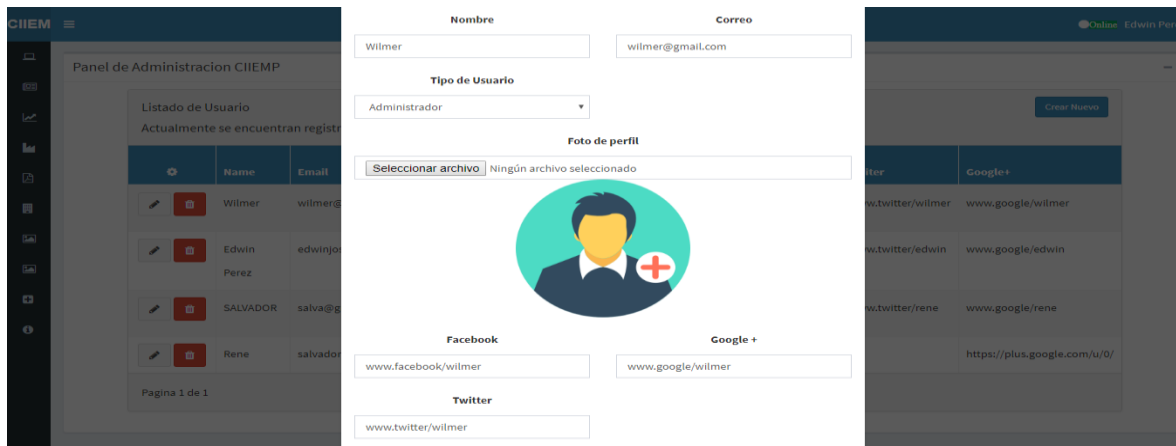 CIIEM
Online Edwin Per
Panel de Administracion CIIEMP
Listado de Usuario
Actualmente se encuentran registr
Crear Nuevo
Name Email iter Google+
Wilmer wilmer@ w.twitter/wilmer www.google/wilmer
Edwin edwinjos w.twitter/edwin www.google/edwin
Perez
SALVADOR salva@g w.twitter/rene www.google/rene
Rene salvador https://plus.google.com/u/0/
Pagina 1 de 1
Nombre Correo
Wilmer wilmer@gmail.com
Tipo de Usuario
Administrador
Foto de perfil
Seleccionar archivo Ningún archivo seleccionado
Facebook Google +
www.facebook/wilmer www.google/wilmer
Twitter
www.twitter/wilmer